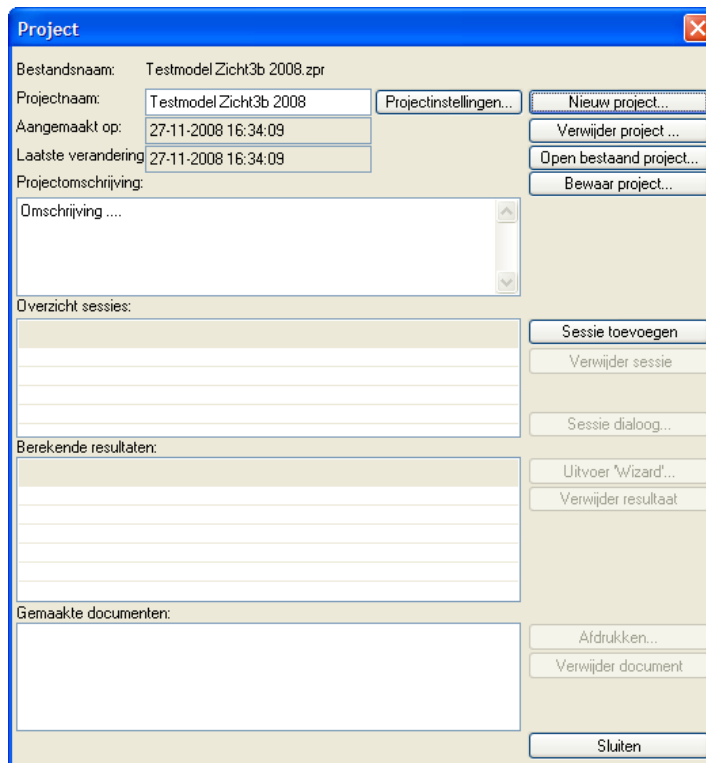 Project
Bestandsnaam: Testmodel Zicht3b 2008.zpr
Projectnaam: Testmodel Zicht3b 2008 Projectinstellingen... Nieuw project...
Aangemaakt op: 27-11-2008 16:34:09 Verwijder project ...
Laatste verandering 27-11-2008 16:34:09 Open bestaand project...
Projectomschrijving: Bewaar project...
Omschrijving ....
Overzicht sessies:
Sessie toevoegen
Verwijder sessie
Sessie dialoog...
Berekende resultaten:
Uitvoer 'Wizard'...
Verwijder resultaat
Gemaakte documenten:
Afdrukken...
Verwijder document
Sluiten